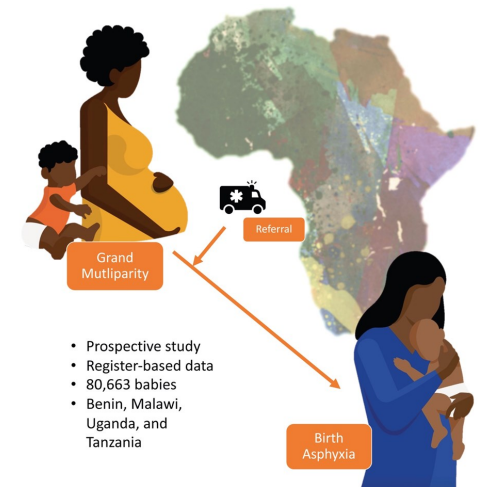 Referral
Grand
Mutliparity
• Prospective study
• Register-based data
• 80,663 babies
• Benin, Malawi,
Uganda, and
Tanzania
Birth
Asphyxia